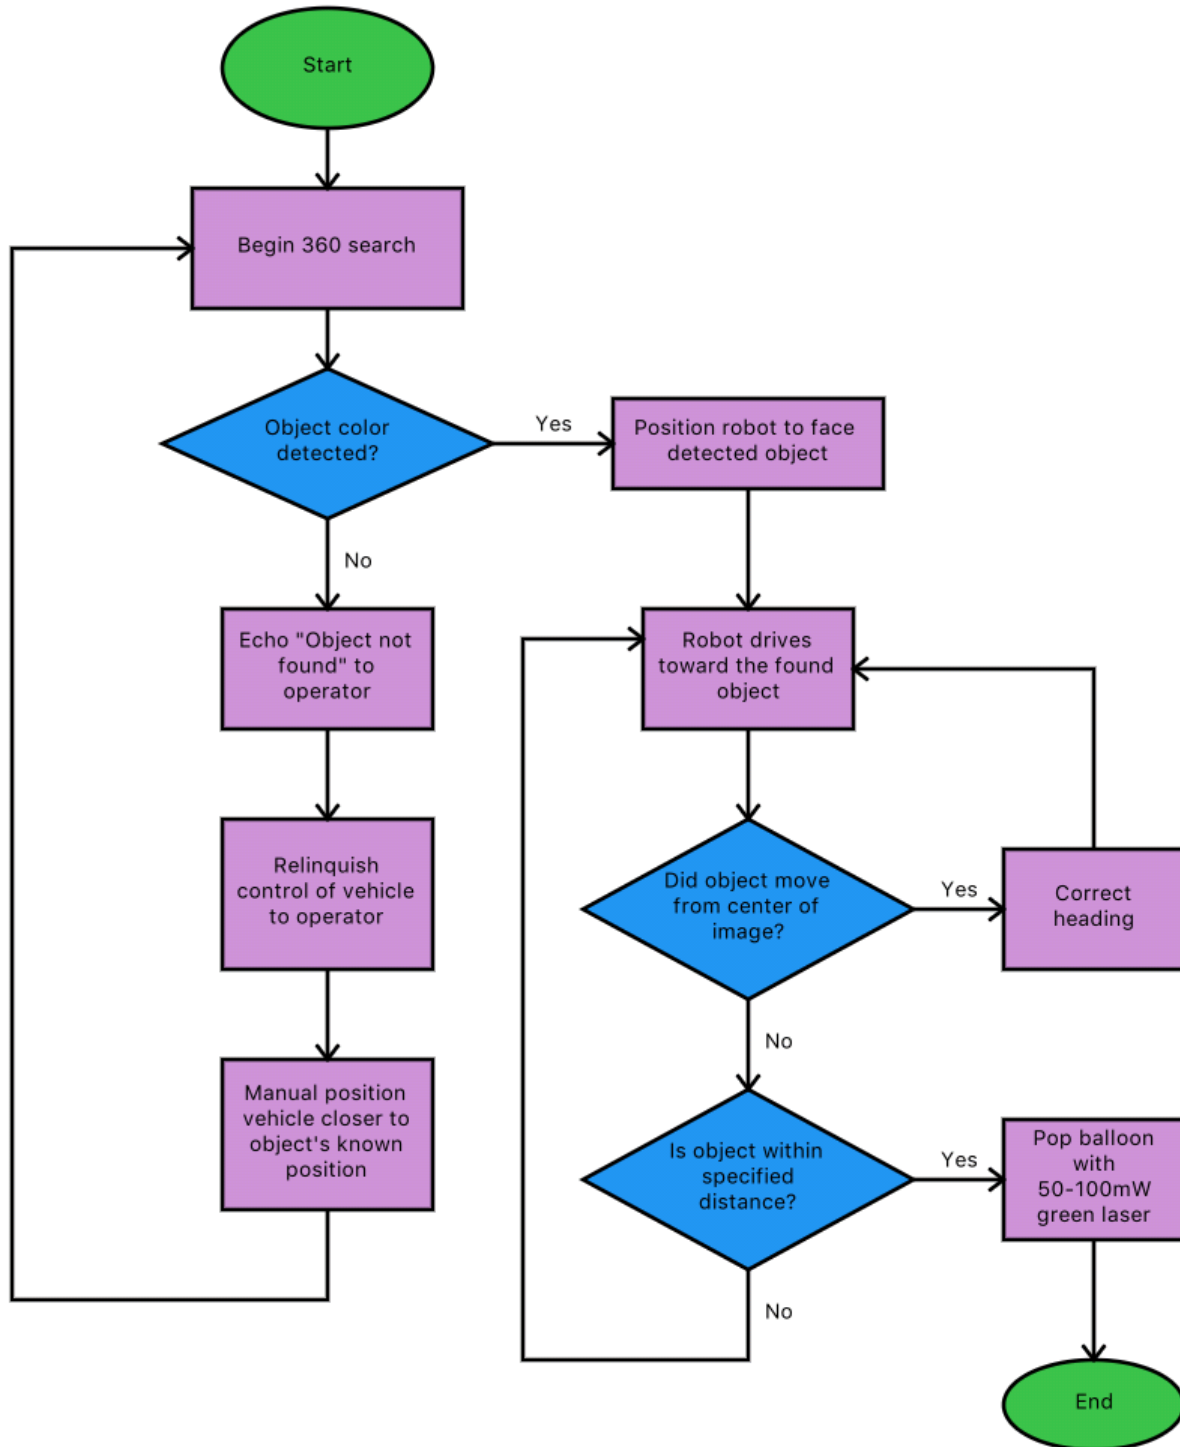 Start
Begin 360 search
Object color
detected?
Yes
Position robot to face
detected object
No
Echo "Object not
found" to
operator
Robot drives
toward the found
object
Relinquish
control of vehicle
to operator
Did object move
from center of
image?
Yes
Correct
heading
No
Manual position
vehicle closer to
object's known
position
Is object within
specified
distance?
Yes
Pop balloon
with
50-100mW
green laser
No
End